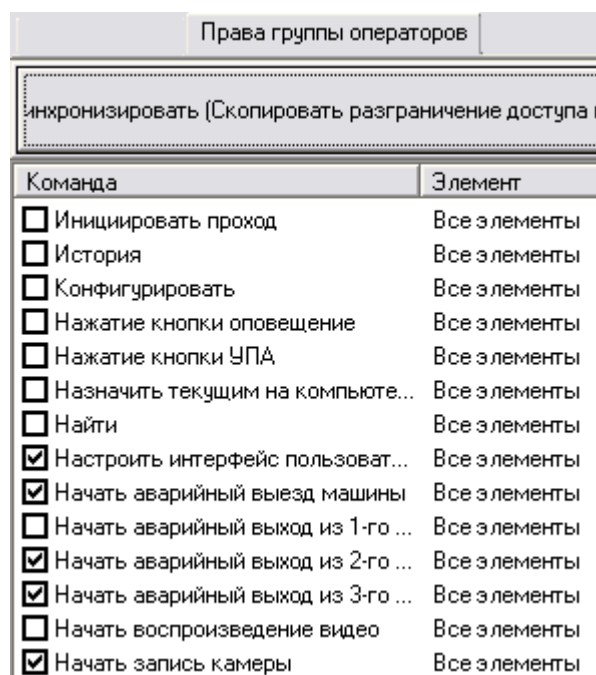 Права группы операторов
инхронизировать (Скопировать разграничение доступа
Команда Элемент
Инициировать проход Все элементы
История Все элементы
Конфигурировать Все элементы
Нажатие кнопки оповещение Все элементы
Нажатие кнопки УПА Все элементы
Назначить текущим на компьюте... Все элементы
Найти Все элементы
Настроить интерфейс пользоват... Все элементы
Начать аварийный выезд машины Все элементы
Начать аварийный выход из 1-го ... Все элементы
Начать аварийный выход из 2-го ... Все элементы
Начать аварийный выход из 3-го ... Все элементы
Начать воспроизведение видео Все элементы
Начать запись камеры Все элементы